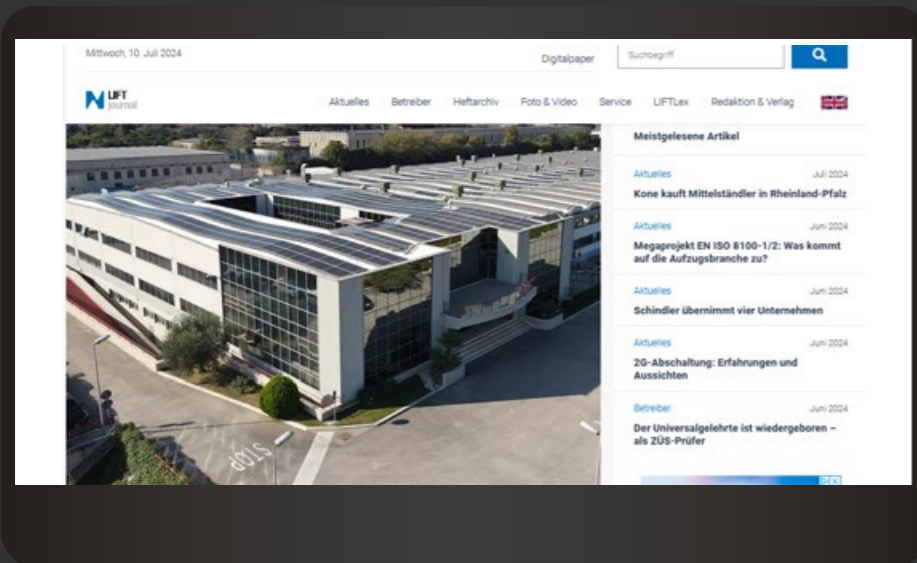 Mittwoch, 10. Juli 2024
Digitalpaper
Suchbegriff
LIFT
journal
Aktuelles Betreiber Heftarchiv Foto & Video Service LIFTLex Redaktion & Verlag
STOP
Meistgelesene Artikel
Aktuelles Juli 2024
Kone kauft Mittelständler in Rheinland-Pfalz
Aktuelles Juni 2024
Megaprojekt EN ISO 8100-1/2: Was kommt
auf die Aufzugsbranche zu?
Aktuelles Juni 2024
Schindler übernimmt vier Unternehmen
Aktuelles Juni 2024
2G-Abschaltung: Erfahrungen und
Aussichten
Betreiber Juni 2024
Der Universalgelehrte ist wiedergeboren –
als ZÜS-Prüfer